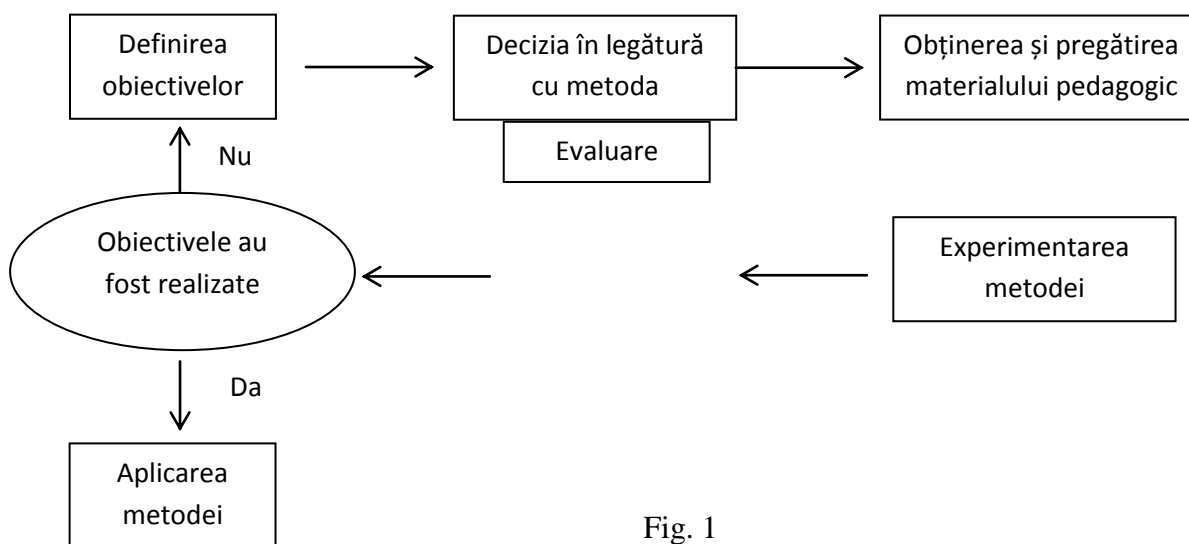 Definirea
obiectivelor
Decizia în legătură
cu metoda
Obținerea și pregătirea
materialului pedagogic
Evaluare
Nu
Obiectivele au
fost realizate
Experimentarea
metodei
Da
Aplicarea
metodei
Fig. 1